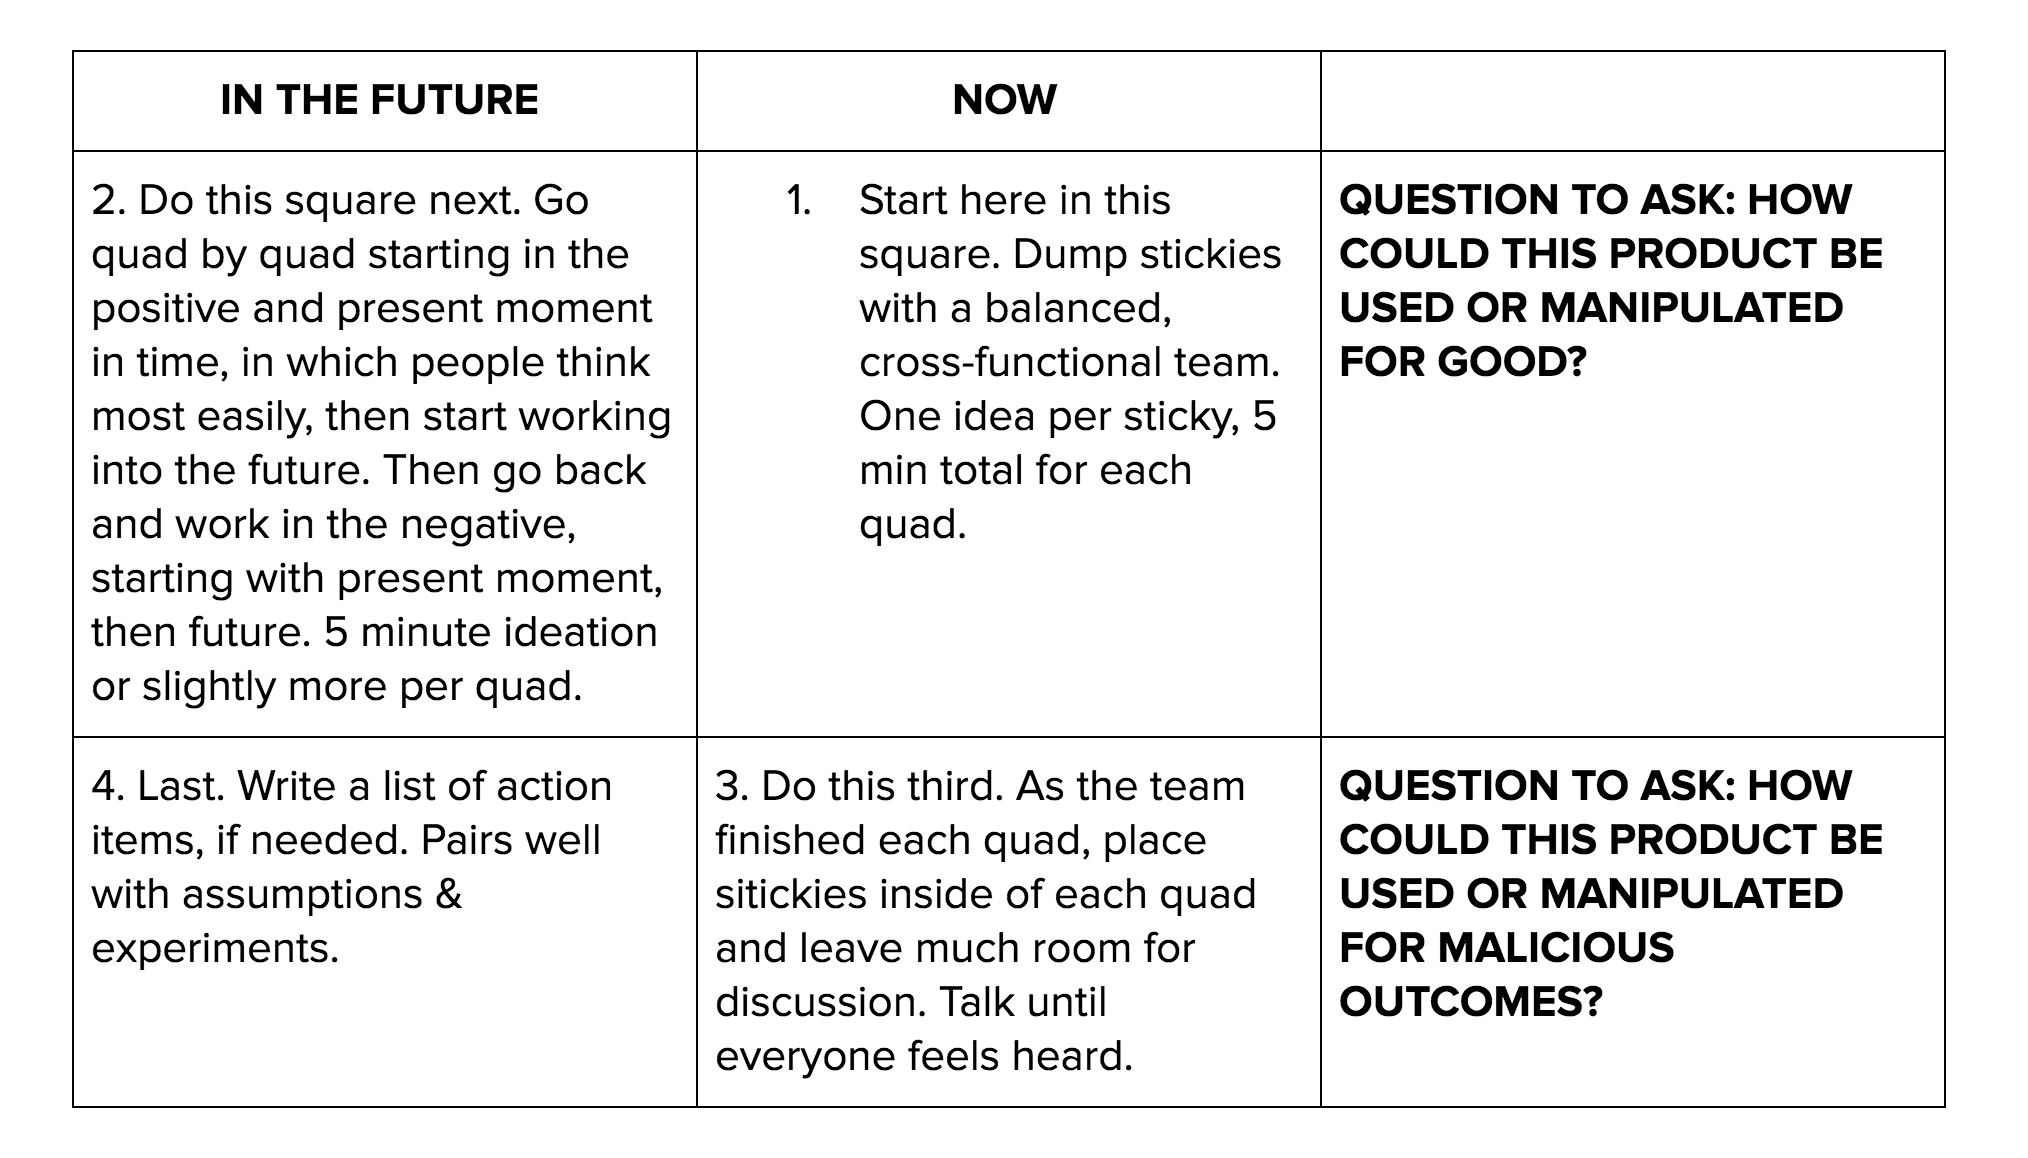 IN THE FUTURE
NOW
2. Do this square next. Go
quad by quad starting in the
positive and present moment
in time, in which people think
most easily, then start working
into the future. Then go back
and work in the negative,
starting with present moment,
then future. 5 minute ideation
or slightly more per quad.
1. Start here in this
square. Dump stickies
with a balanced,
cross-functional team.
One idea per sticky, 5
min total for each
quad.
QUESTION TO ASK: HOW
COULD THIS PRODUCT BE
USED OR MANIPULATED
FOR GOOD?
4. Last. Write a list of action
items, if needed. Pairs well
with assumptions &
experiments.
3. Do this third. As the team
finished each quad, place
sitickies inside of each quad
and leave much room for
discussion. Talk until
everyone feels heard.
QUESTION TO ASK: HOW
COULD THIS PRODUCT BE
USED OR MANIPULATED
FOR MALICIOUS
OUTCOMES?